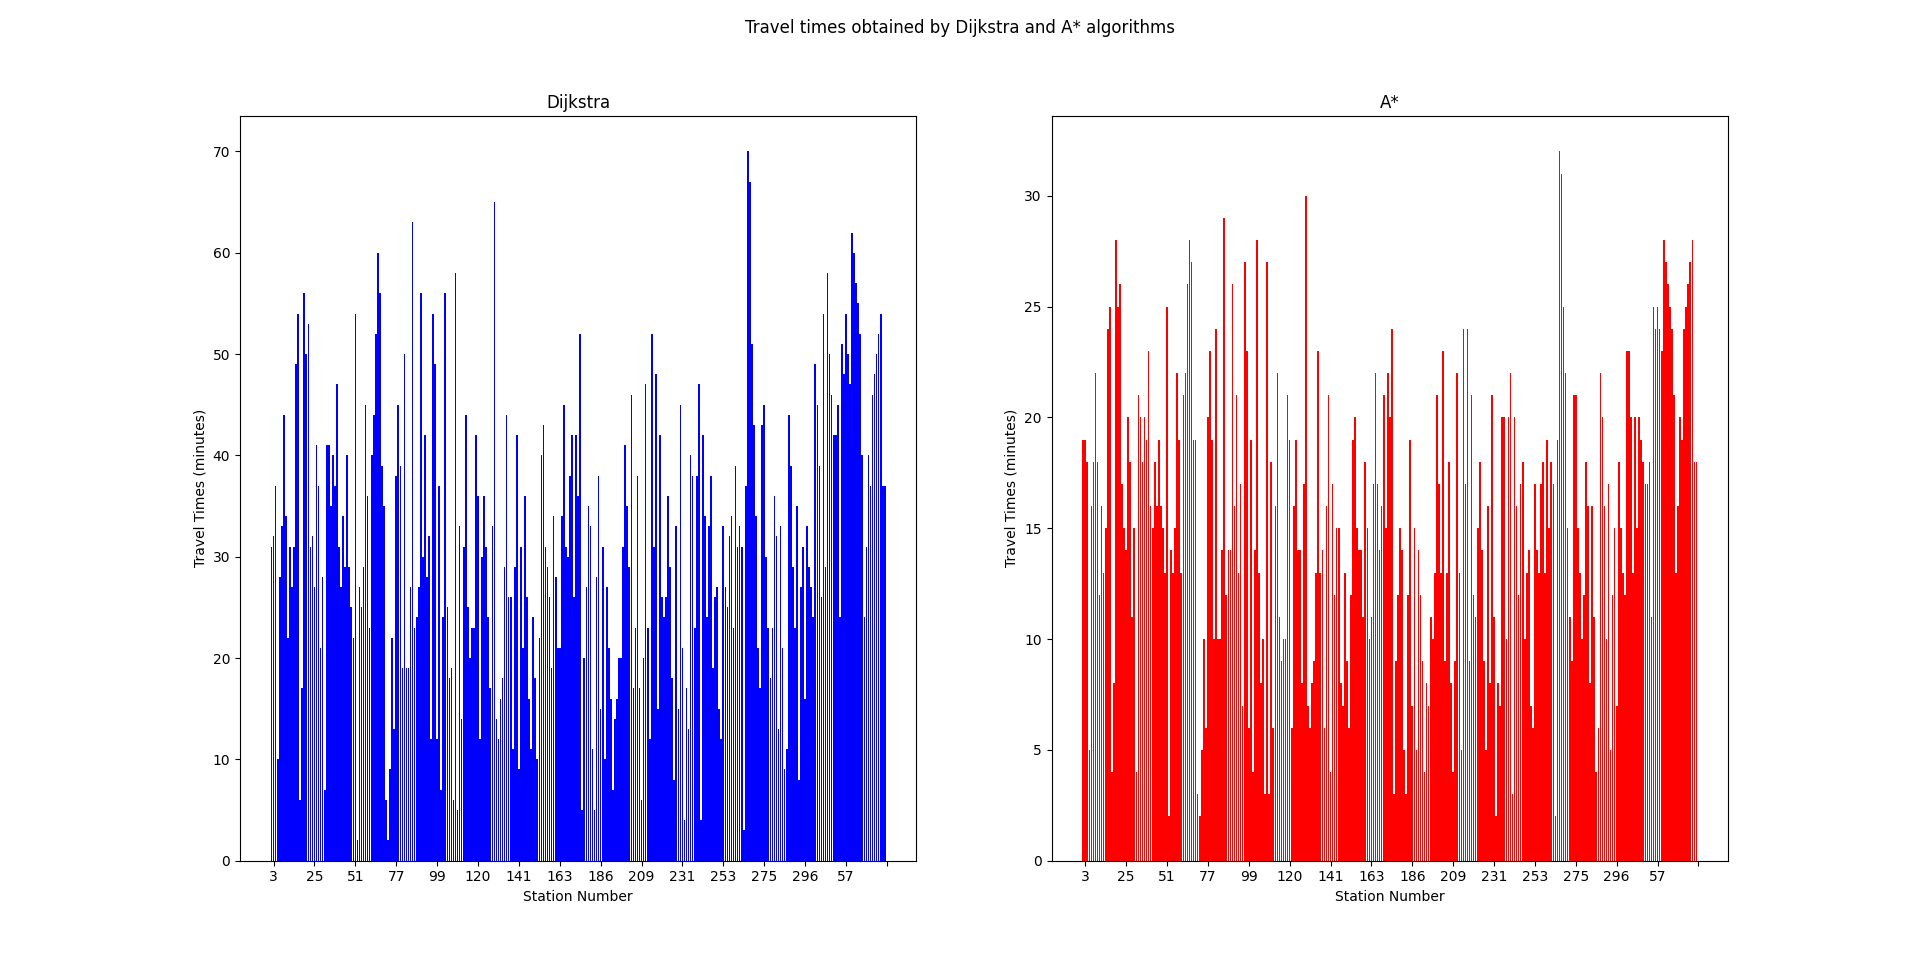 Travel times obtained by Dijkstra and A* algorithms
Dijkstra
70
60
50
40
30
20
10
0
Travel Times (minutes)
3 25 51 77 99 120 141 163 186 209 231 253 275 296 57
Station Number
A*
30
25
20
15
10
5
0
Travel Times (minutes)
3 25 51 77 99 120 141 163 186 209 231 253 275 296 57
Station Number